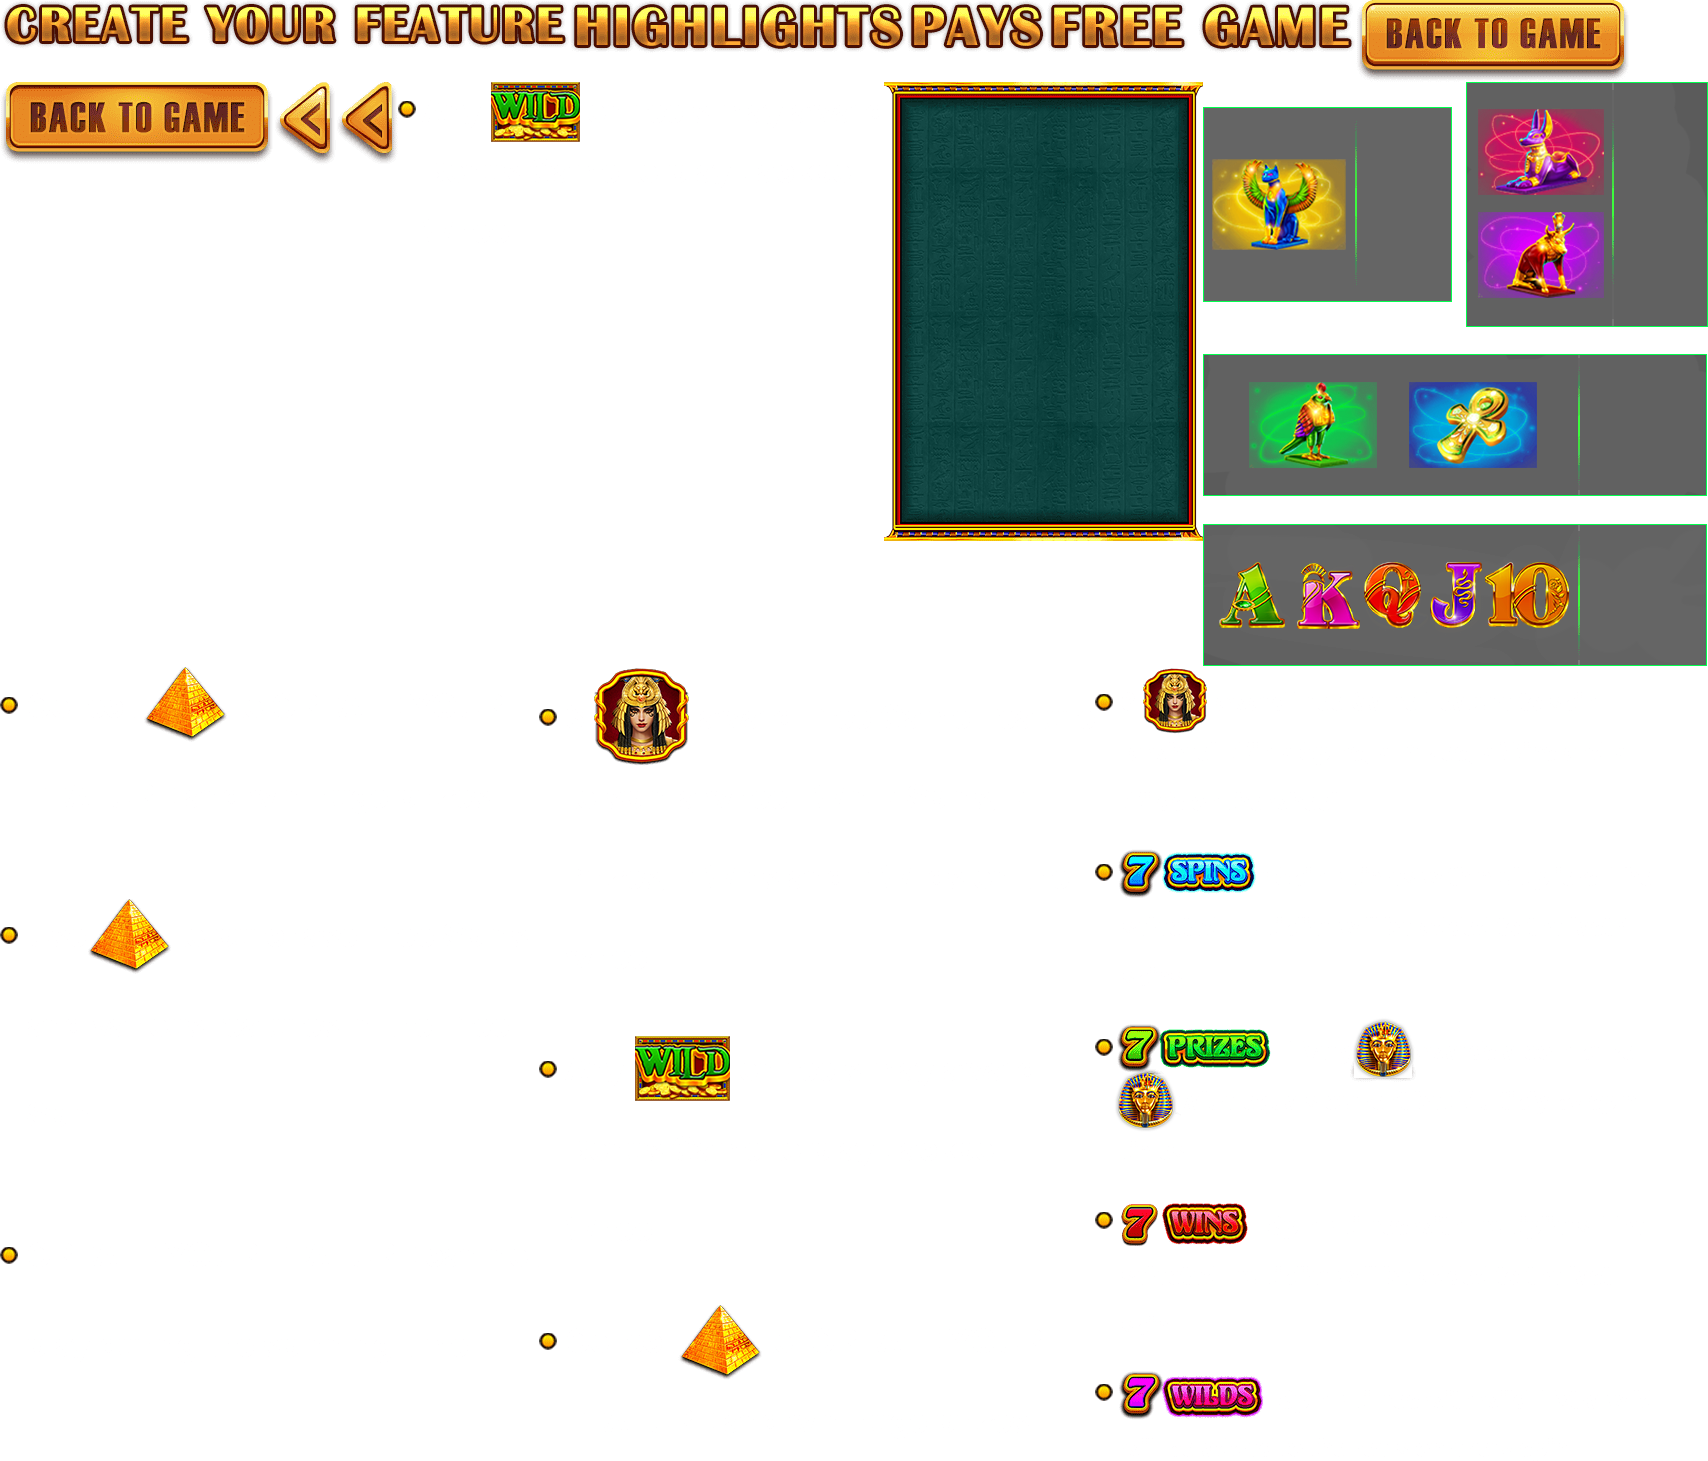 CREATE YOUR FEATURE
HIGHLIGHTS
PAYS
FREE GAME
BACK TO GAME
BACK TO GAME
WILD
A K Q J 10
7 SPINS
7 PRIZES
WILD
7 WINS
7 WILDS